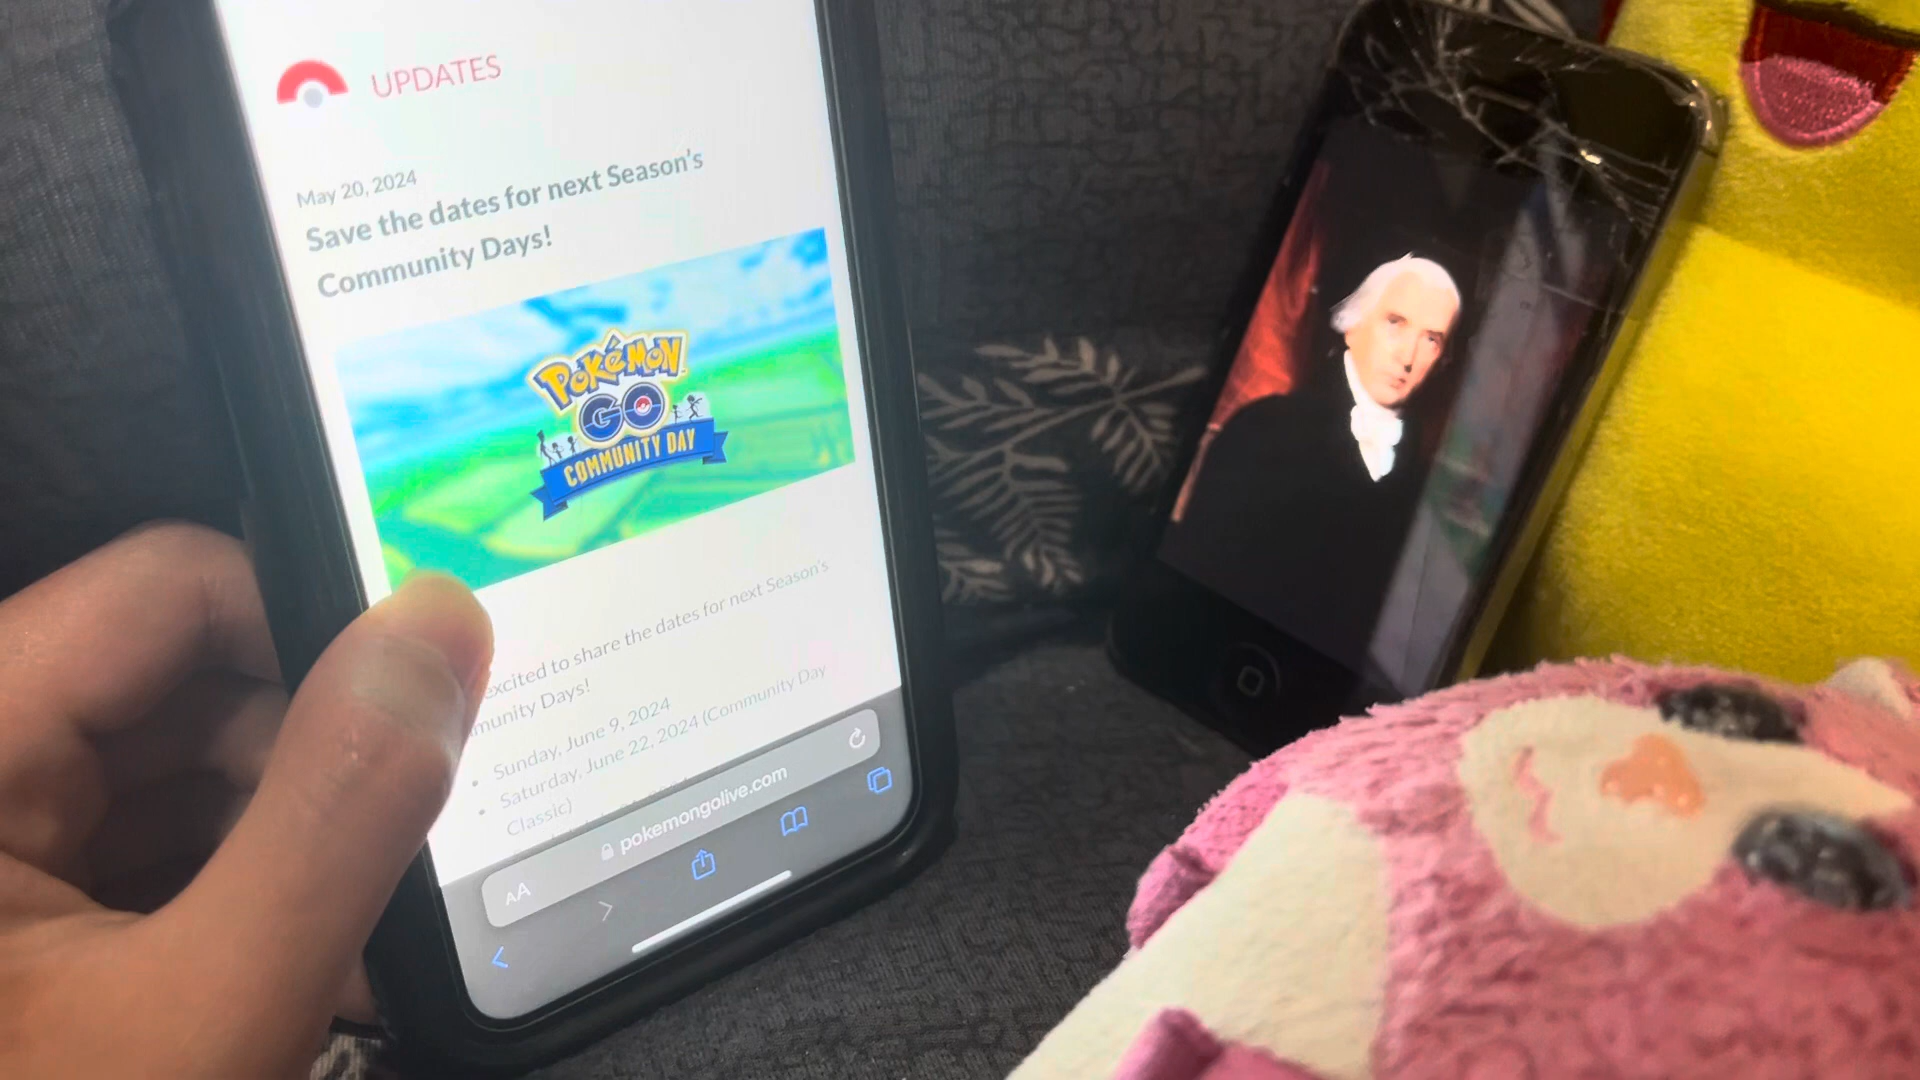 UPDATES
May 20, 2024
Save the dates for next Season's
Community Days!
POKÉMON
GO
COMMUNITY DAY
excited to share the dates for next Season's
munity Days!
• Sunday, June 9, 2024
• Saturday, June 22, 2024 (Community Day
Classic)
AA pokemongolive.com